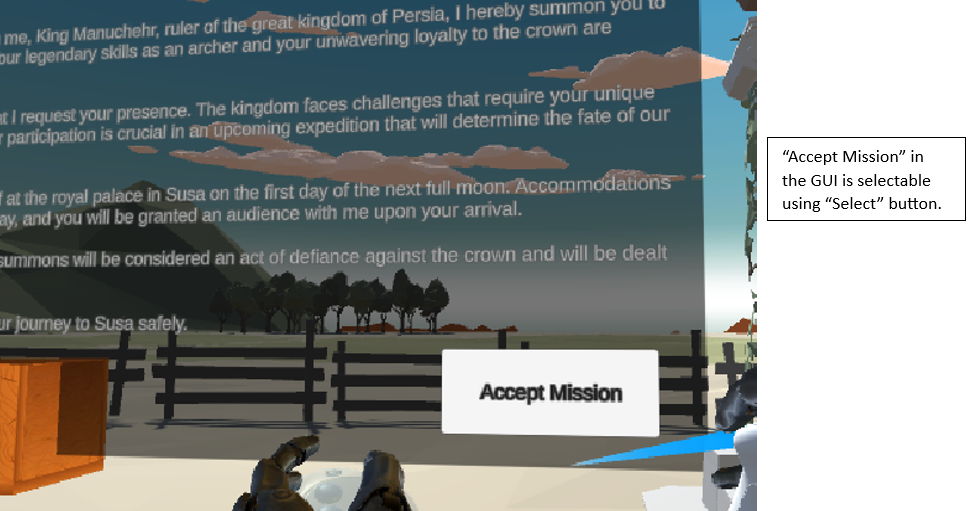 me, King Manuchehr, ruler of the great kingdom of Persia, I hereby summon you to
our legendary skills as an archer and your unwavering loyalty to the crown are
at I request your presence. The kingdom faces challenges that require your unique
r participation is crucial in an upcoming expedition that will determine the fate of our
f at the royal palace in Susa on the first day of the next full moon. Accommodations
ay, and you will be granted an audience with me upon your arrival.
summons will be considered an act of defiance against the crown and will be dealt
ur journey to Susa safely.
Accept Mission
“Accept Mission” in
the GUI is selectable
using “Select” button.